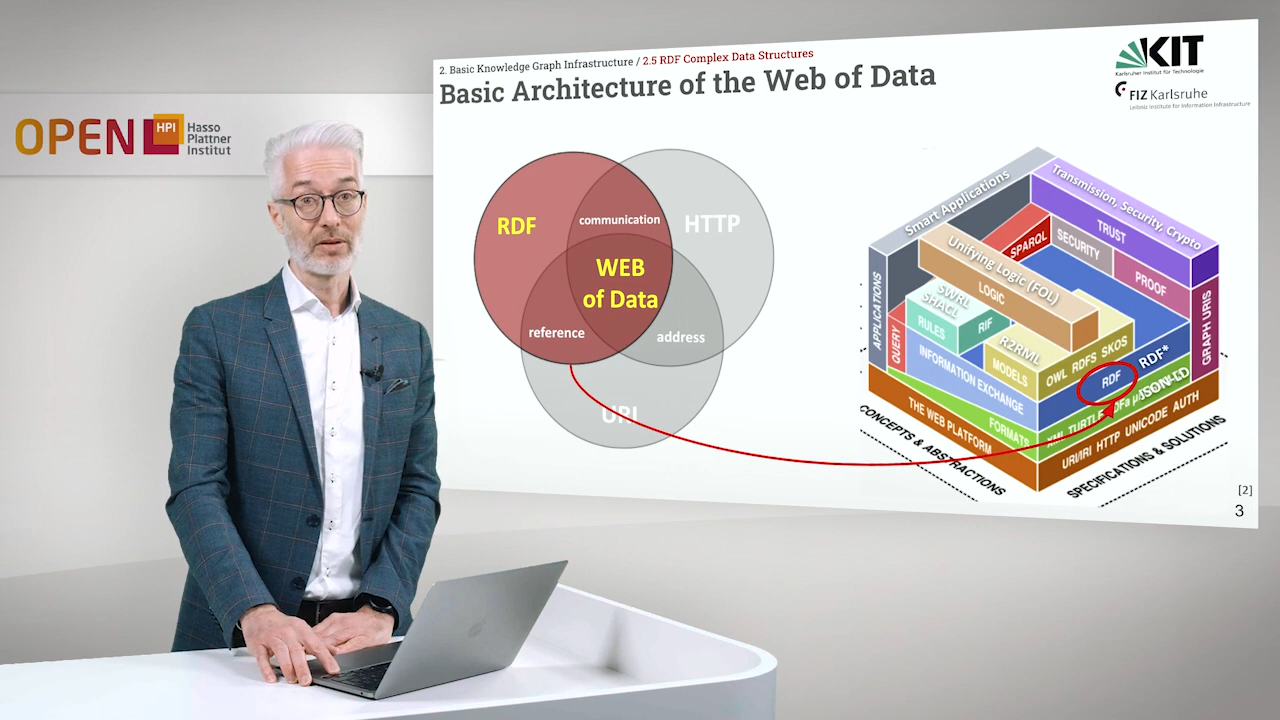 OPEN HPI Hasso
Plattner
Institut
2. Basic Knowledge Graph Infrastructure / 2.5 RDF Complex Data Structures
Basic Architecture of the Web of Data
KIT
Karlsruher Institut für Technologie
FIZ Karlsruhe
Leibniz Institute for Information Infrastructure
RDF
communication
HTTP
WEB
of Data
reference
address
URI
Smart Applications
Transmission, Security, Crypto
TRUST
SPARQL
SECURITY
PROOF
Unifying Logic (FOL)
LOGIC
APPLICATIONS
SWRL
SHACL
RULES
RIF
R2RML
MODELS
OWL RDFS SKOS
QUERY
INFORMATION EXCHANGE
RDF
RDF*
GRAPH URIS
THE WEB PLATFORM
FORMATS
XML TURTLE RDFa µ JSON-LD
URI/IRI HTTP UNICODE AUTH
CONCEPTS & ABSTRACTIONS
SPECIFICATIONS & SOLUTIONS
[2]
3